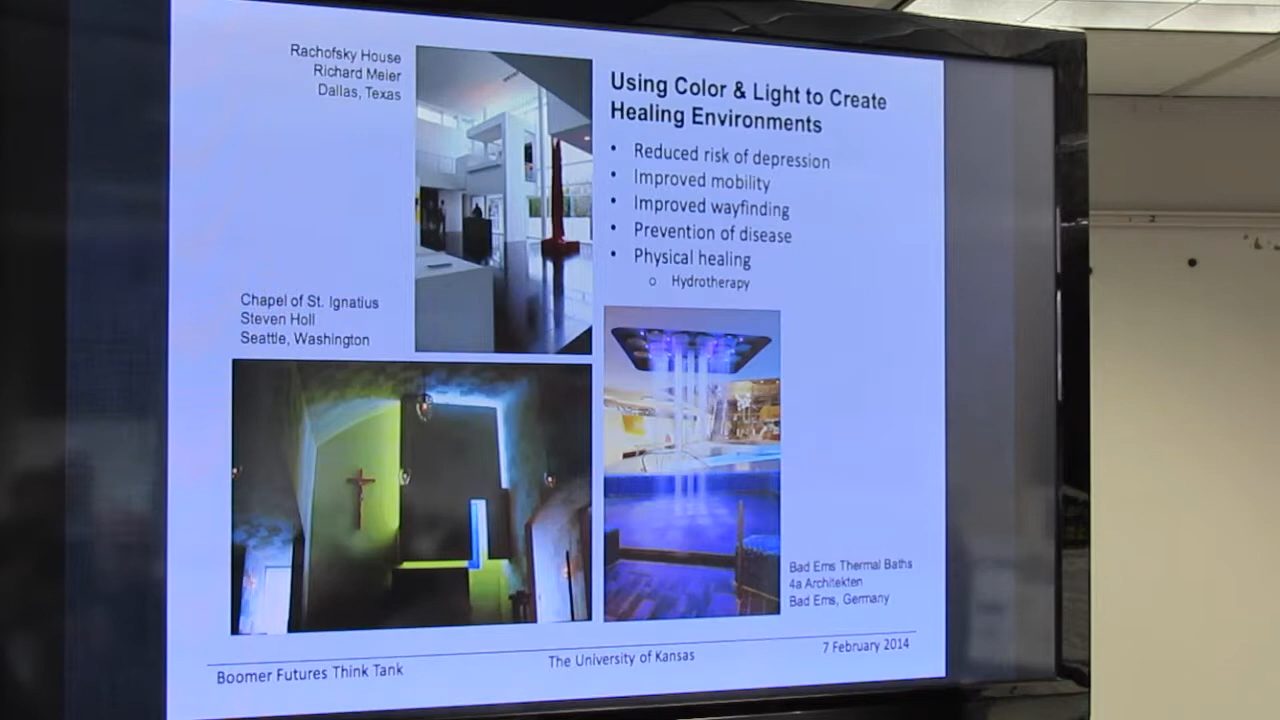 Rachofsky House
Richard Meier
Dallas, Texas
Using Color & Light to Create
Healing Environments
• Reduced risk of depression
• Improved mobility
• Improved wayfinding
• Prevention of disease
• Physical healing
o Hydrotherapy
Chapel of St. Ignatius
Steven Holl
Seattle, Washington
Bad Ems Thermal Baths
4a Architekten
Bad Ems, Germany
Boomer Futures Think Tank
The University of Kansas
7 February 2014